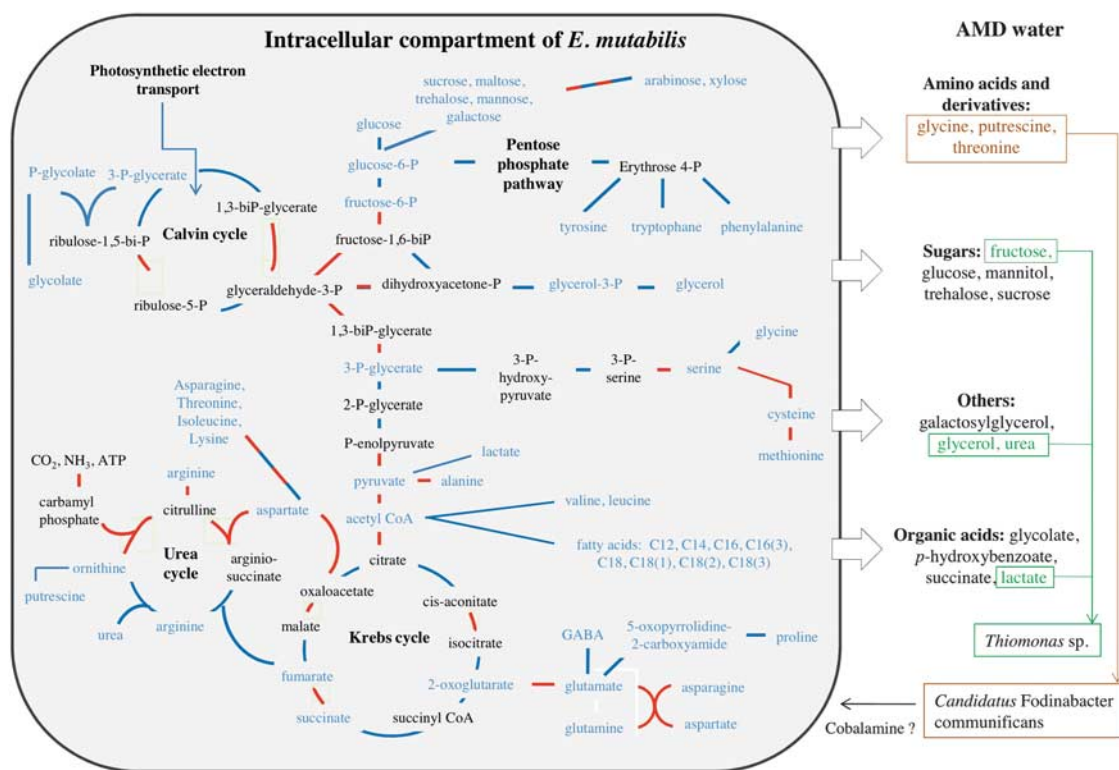 Intracellular compartment of E. mutabilis
AMD water
Photosynthetic electron
transport
sucrose, maltose,
trehalose, mannose,
galactose
arabinose, xylose
glucose
glucose-6-P
fructose-6-P
Pentose
phosphate
pathway
Erythrose 4-P
tyrosine
tryptophane
phenylalanine
P-glycolate
3-P-glycerate
1,3-biP-glycerate
Calvin cycle
ribulose-1,5-bi-P
glycolate
ribulose-5-P
fructose-1,6-biP
glyceraldehyde-3-P
dihydroxyacetone-P
glycerol-3-P
glycerol
1,3-biP-glycerate
3-P-glycerate
3-P-
hydroxy-
pyruvate
3-P-
serine
serine
glycine
cysteine
methionine
2-P-glycerate
P-enolpyruvate
pyruvate
lactate
alanine
acetyl CoA
valine, leucine
fatty acids: C12, C14, C16, C16(3),
C18, C18(1), C18(2), C18(3)
Asparagine,
Threonine,
Isoleucine,
Lysine
CO2, NH3, ATP
carbamyl
phosphate
arginine
citrulline
aspartate
Urea
cycle
arginio-
succinate
ornithine
putrescine
urea
arginine
citrate
oxaloacetate
cis-aconitate
malate
Krebs cycle
isocitrate
fumarate
2-oxoglutarate
succinate
succinyl CoA
GABA
5-oxopyrrolidine-
2-carboxyamide
proline
glutamate
glutamine
asparagine
aspartate
Amino acids and
derivatives:
glycine, putrescine,
threonine
Sugars: fructose,
glucose, mannitol,
trehalose, sucrose
Others:
galactosylglycerol,
glycerol, urea
Organic acids: glycolate,
p-hydroxybenzoate,
succinate, lactate
Thiomonas sp.
Candidatus Fodinabacter
communificans
Cobalamine ?